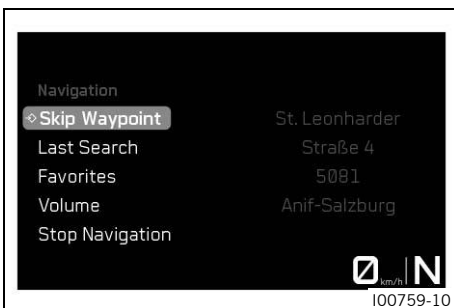 Navigation
Skip Waypoint
Last Search
Favorites
Volume
Stop Navigation
St. Leonharder
Straße 4
5081
Anif-Salzburg
0 km/h N
I00759-10